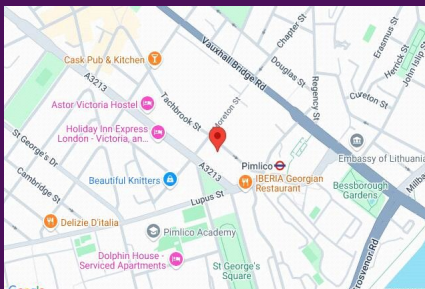 Chapter St
Erasmus St
Herrick St
John Islip St
Cask Pub & Kitchen
Vauxhall Bridge Rd
Douglas St
A3213
Regency St
Cureton St
Astor Victoria Hostel
Tachbrook St
Moreton St
Holiday Inn Express
London - Victoria, an...
St George's Dr
A3213
Pimlico
Embassy of Lithuania
Beautiful Knitters
IBERIA Georgian
Restaurant
Millba
Cambridge St
Lupus St
Bessborough
Gardens
Delizie D'italia
Pimlico Academy
Grosvenor Rd
Dolphin House -
Serviced Apartments
St George's
Square
Google